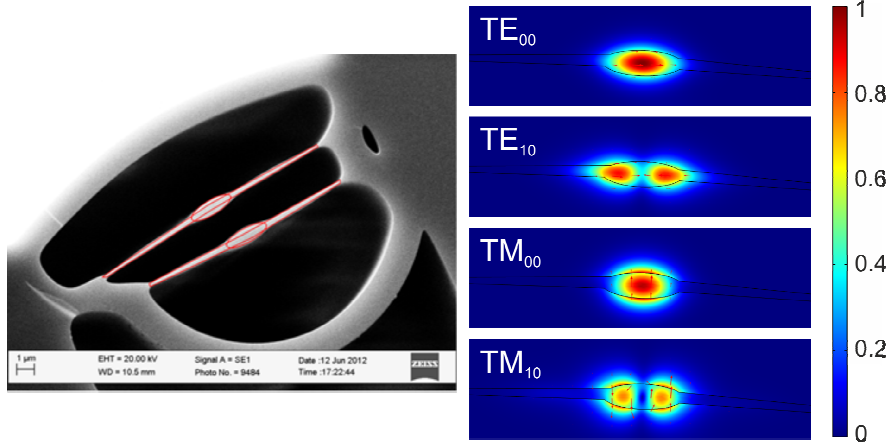 1 µm
EHT = 20.00 kV
Signal A = SE1
Date :12 Jun 2012
WD = 10.5 mm
Photo No. = 9484
Time :17:22:44
TE00
TE10
TM00
TM10
1
0.8
0.6
0.4
0.2
0